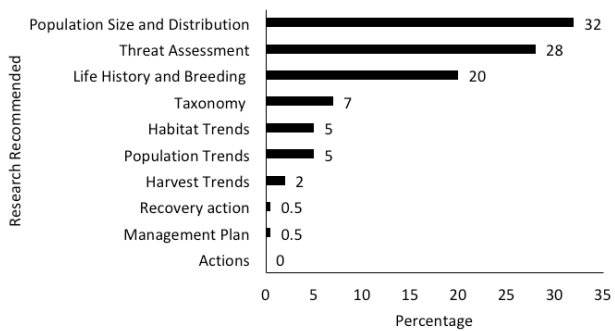 Research Recommended
Population Size and Distribution 32
Threat Assessment 28
Life History and Breeding 20
Taxonomy 7
Habitat Trends 5
Population Trends 5
Harvest Trends 2
Recovery action 0.5
Management Plan 0.5
Actions 0
0 5 10 15 20 25 30 35
Percentage